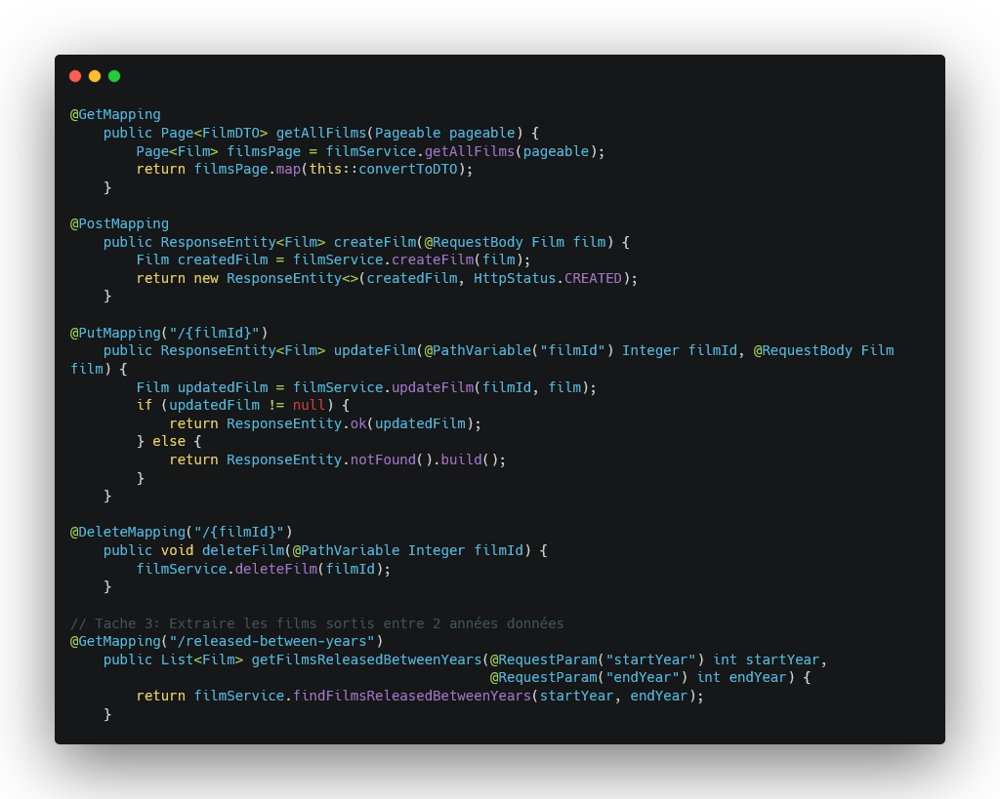 @GetMapping
    public Page<FilmDTO> getAllFilms(Pageable pageable) {
        Page<Film> filmsPage = filmService.getAllFilms(pageable);
        return filmsPage.map(this::convertToDTO);
    }

@PostMapping
    public ResponseEntity<Film> createFilm(@RequestBody Film film) {
        Film createdFilm = filmService.createFilm(film);
        return new ResponseEntity<>(createdFilm, HttpStatus.CREATED);
    }

@PutMapping("/{filmId}")
    public ResponseEntity<Film> updateFilm(@PathVariable("filmId") Integer filmId, @RequestBody Film
film) {
        Film updatedFilm = filmService.updateFilm(filmId, film);
        if (updatedFilm != null) {
            return ResponseEntity.ok(updatedFilm);
        } else {
            return ResponseEntity.notFound().build();
        }
    }

@DeleteMapping("/{filmId}")
    public void deleteFilm(@PathVariable Integer filmId) {
        filmService.deleteFilm(filmId);
    }

// Tache 3: Extraire les films sortis entre 2 années données
@GetMapping("/released-between-years")
    public List<Film> getFilmsReleasedBetweenYears(@RequestParam("startYear") int startYear,
                                                   @RequestParam("endYear") int endYear) {
        return filmService.findFilmsReleasedBetweenYears(startYear, endYear);
    }